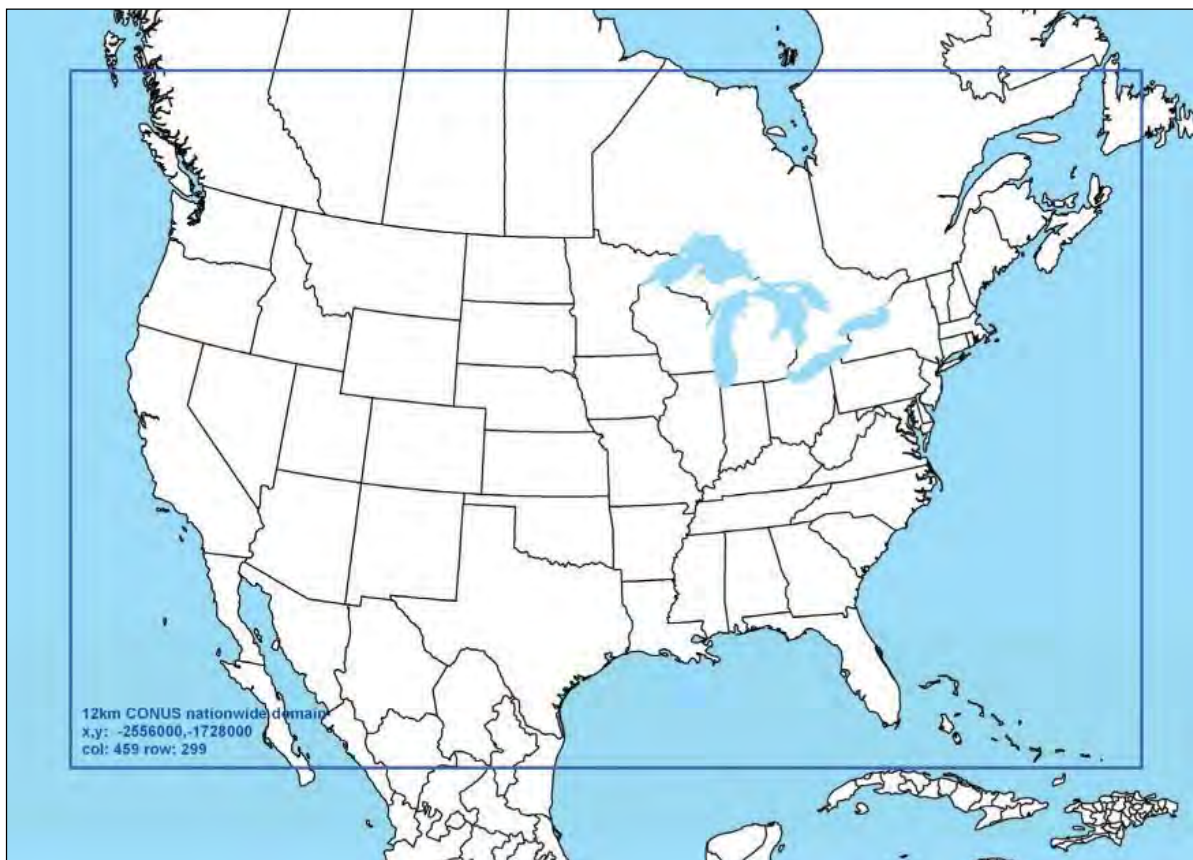 12km CONUS nationwide domain
x,y: -2556000,-1728000
col: 459 row: 299